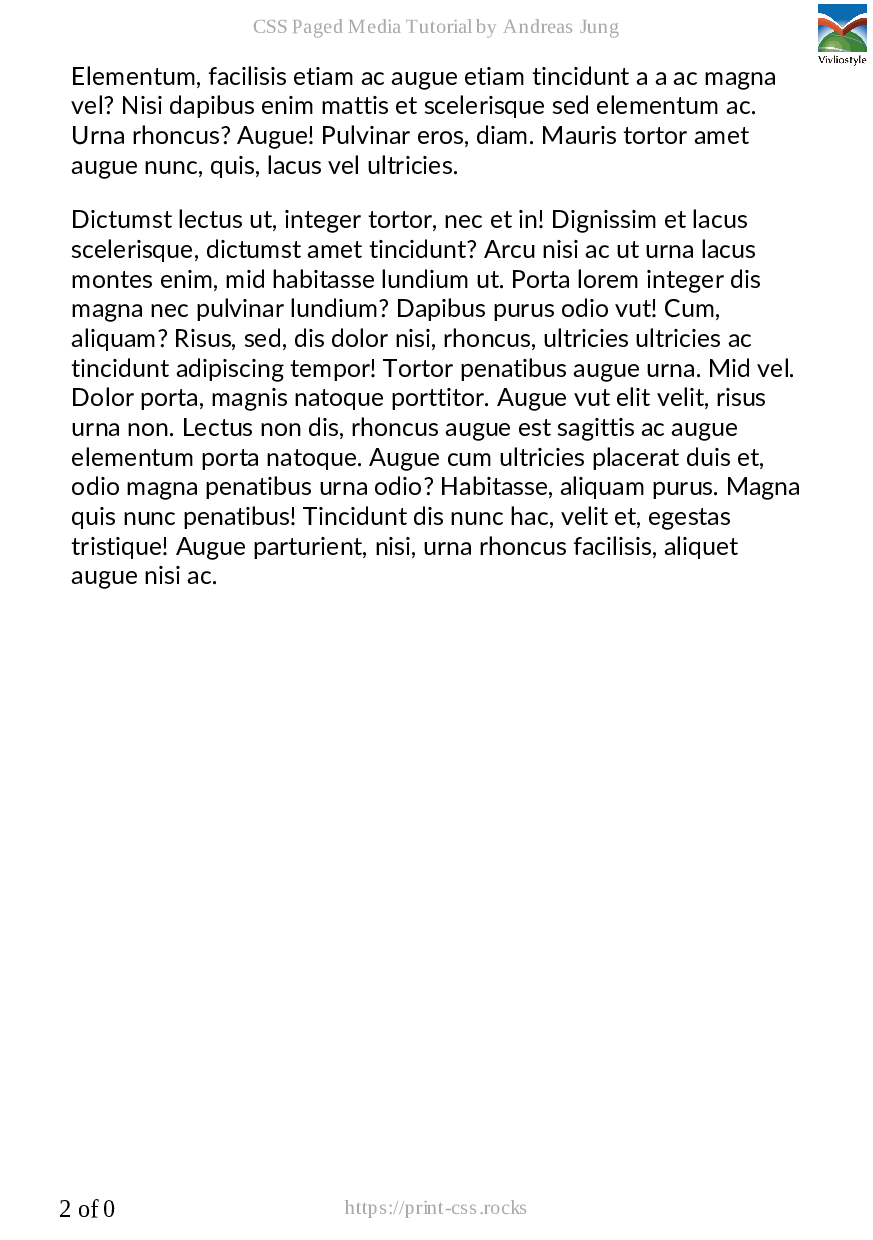 CSS Paged Media Tutorial by Andreas Jung
Vivliostyle
Elementum, facilisis etiam ac augue etiam tincidunt a a ac magna
vel? Nisi dapibus enim mattis et scelerisque sed elementum ac.
Urna rhoncus? Augue! Pulvinar eros, diam. Mauris tortor amet
augue nunc, quis, lacus vel ultricies.
Dictumst lectus ut, integer tortor, nec et in! Dignissim et lacus
scelerisque, dictumst amet tincidunt? Arcu nisi ac ut urna lacus
montes enim, mid habitasse lundium ut. Porta lorem integer dis
magna nec pulvinar lundium? Dapibus purus odio vut! Cum,
aliquam? Risus, sed, dis dolor nisi, rhoncus, ultricies ultricies ac
tincidunt adipiscing tempor! Tortor penatibus augue urna. Mid vel.
Dolor porta, magnis natoque porttitor. Augue vut elit velit, risus
urna non. Lectus non dis, rhoncus augue est sagittis ac augue
elementum porta natoque. Augue cum ultricies placerat duis et,
odio magna penatibus urna odio? Habitasse, aliquam purus. Magna
quis nunc penatibus! Tincidunt dis nunc hac, velit et, egestas
tristique! Augue parturient, nisi, urna rhoncus facilisis, aliquet
augue nisi ac.
2 of 0
https://print-css.rocks